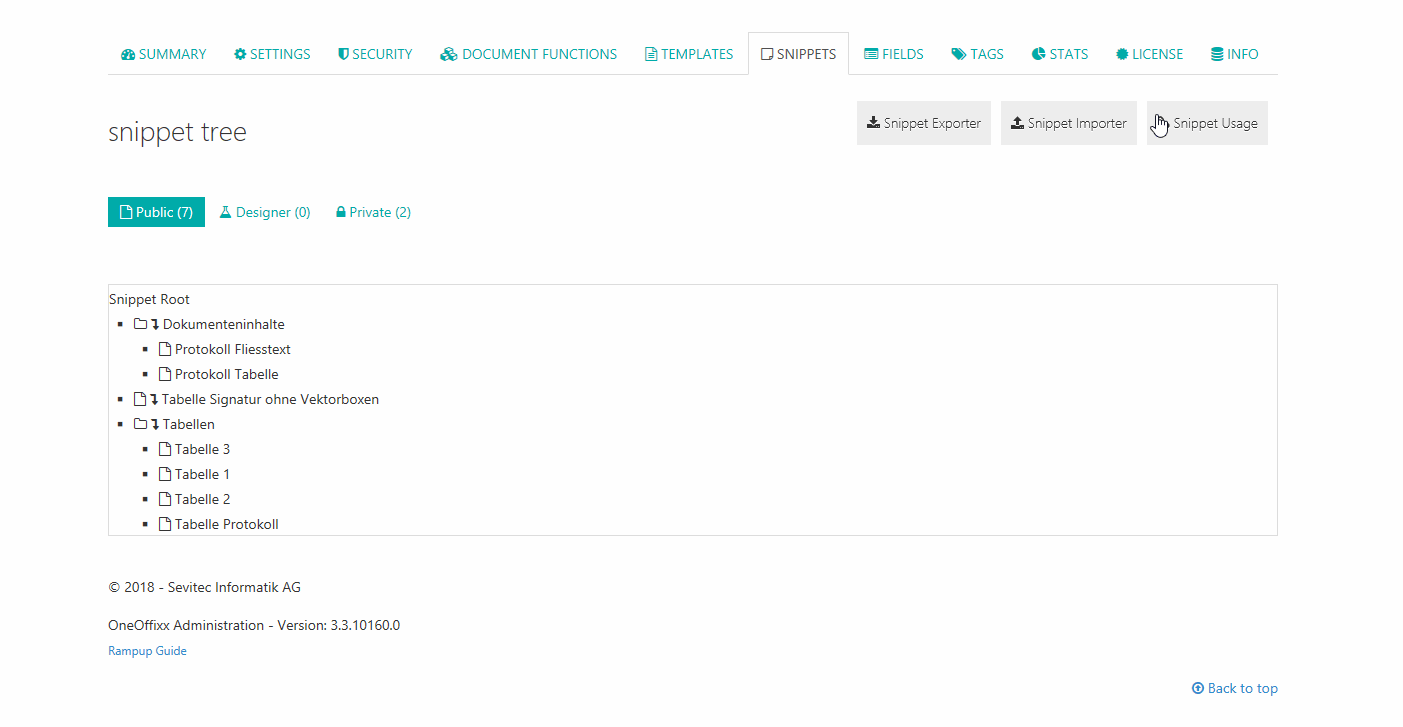 SUMMARY SETTINGS SECURITY DOCUMENT FUNCTIONS TEMPLATES SNIPPETS FIELDS TAGS STATS LICENSE INFO
snippet tree
Snippet Exporter Snippet Importer Snippet Usage
Public (7) Designer (0) Private (2)
Snippet Root
Dokumenteninhalte
Protokoll Fliesstext
Protokoll Tabelle
Tabelle Signatur ohne Vektorboxen
Tabellen
Tabelle 3
Tabelle 1
Tabelle 2
Tabelle Protokoll
© 2018 - Sevitec Informatik AG
OneOffixx Administration - Version: 3.3.10160.0
Rampup Guide
Back to top